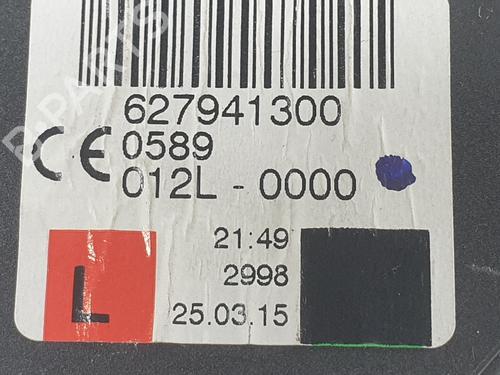 627941300
CE 0589
012L - 0000
21:49
2998
L
25.03.15
B-PARTS